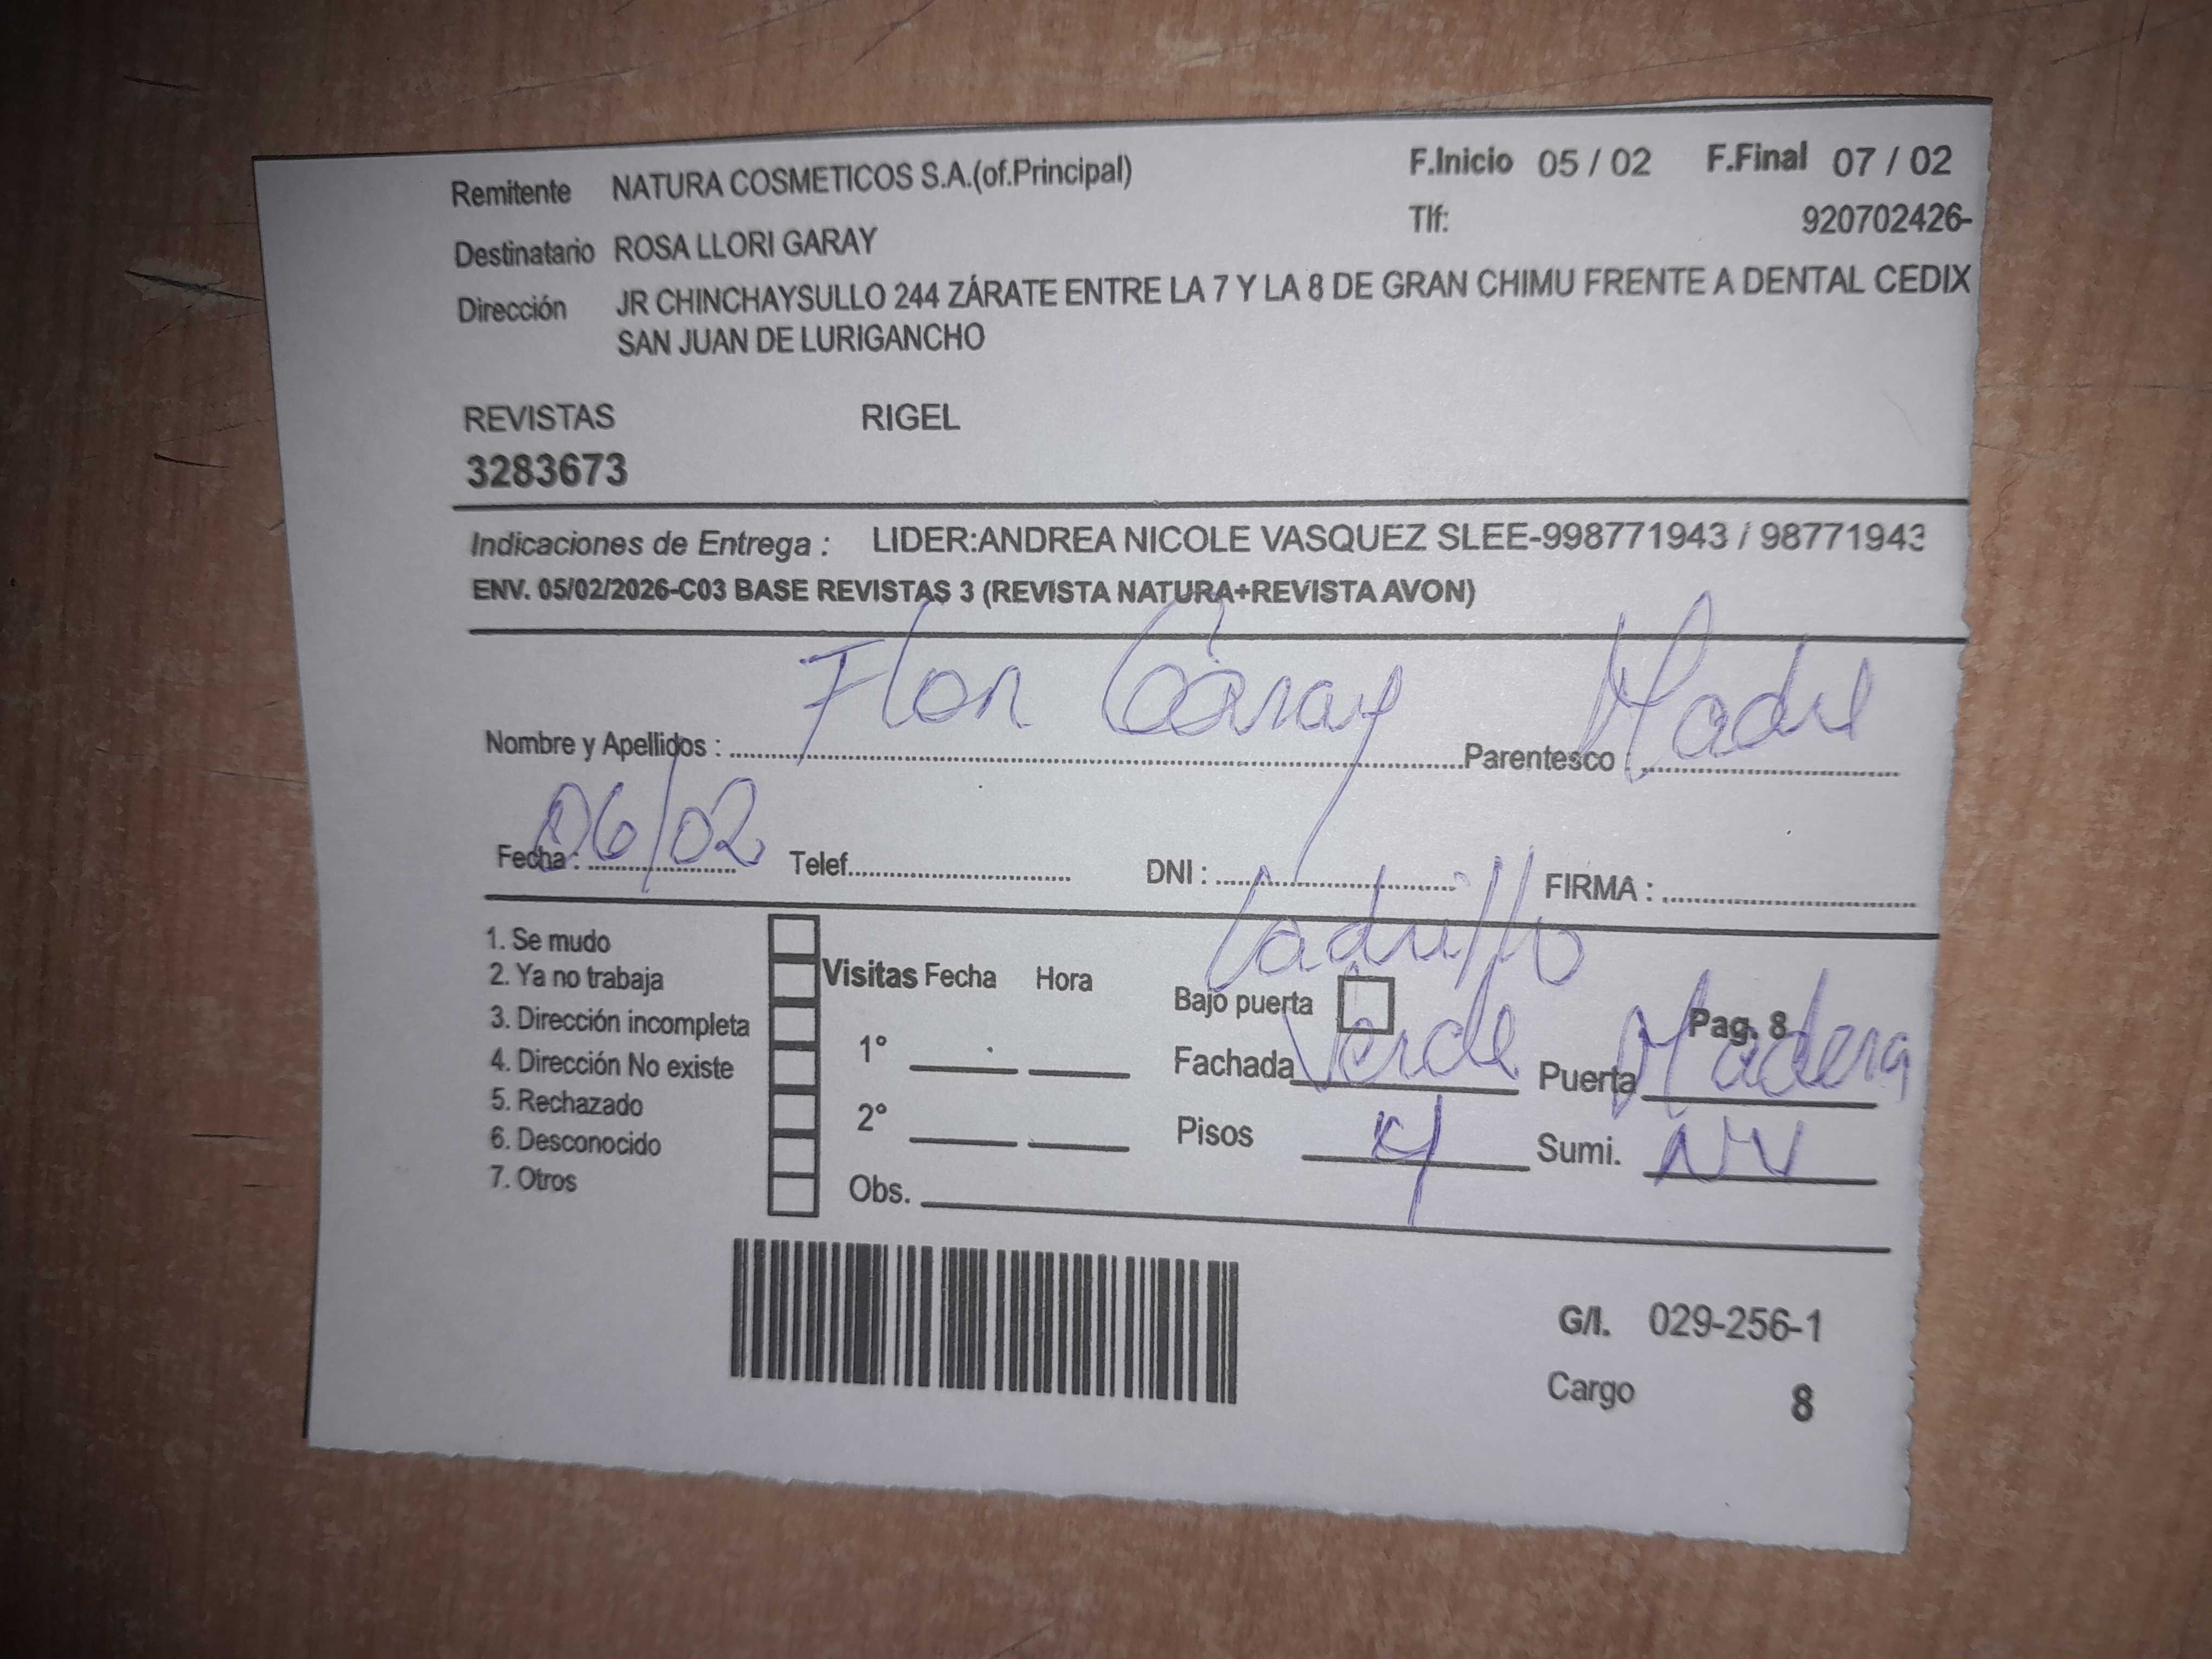 Remitente NATURA COSMETICOS S.A.(of.Principal) F.Inicio 05 / 02 F.Final 07 / 02
Tlf: 920702426-
Destinatario ROSA LLORI GARAY
Dirección JR CHINCHAYSULLO 244 ZÁRATE ENTRE LA 7 Y LA 8 DE GRAN CHIMU FRENTE A DENTAL CEDIX
SAN JUAN DE LURIGANCHO
REVISTAS RIGEL
3283673
Indicaciones de Entrega : LIDER:ANDREA NICOLE VASQUEZ SLEE-998771943 / 98771943
ENV. 05/02/2026-C03 BASE REVISTAS 3 (REVISTA NATURA+REVISTA AVON)
Nombre y Apellidos : Flor Garay Parentesco : Madre
Fecha : 06/02 Telef. DNI : FIRMA :
1. Se mudo
2. Ya no trabaja
3. Dirección incompleta
4. Dirección No existe
5. Rechazado
6. Desconocido
7. Otros
Visitas Fecha Hora
1°
2°
Obs.
Ladrillo
Bajo puerta Pag. 8
Fachada Verde Puerta Madera
Pisos 4 Sumi. NV
G/I. 029-256-1
Cargo 8